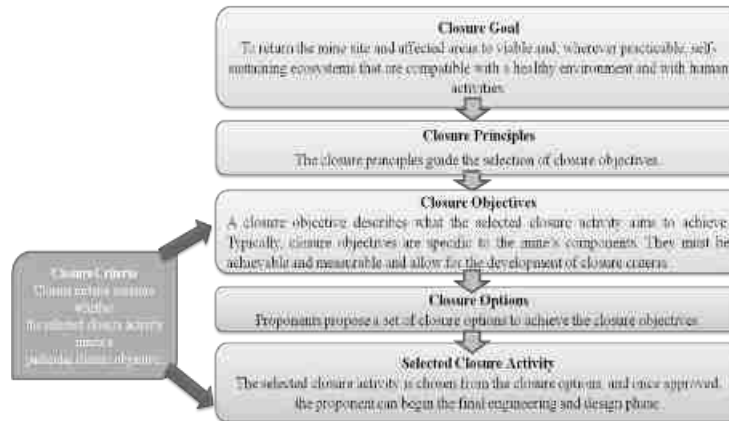 Closure Goal
To return the mine site and affected areas to viable and, wherever practicable, self-
sustaining ecosystems that are compatible with a healthy environment and with human
activities.
Closure Principles
The closure principles guide the selection of closure objectives.
Closure Objectives
A closure objective describes what the selected closure activity aims to achieve.
Typically, closure objectives are specific to the mine's components. They must be
achievable and measurable and allow for the development of closure criteria.
Closure Options
Proponents propose a set of closure options to achieve the closure objectives.
Selected Closure Activity
The selected closure activity is chosen from the closure options, and once approved,
the proponent can begin the final engineering and design phase.
Closure Criteria
Closure criteria measure
whether
the selected closure activity
closure objective